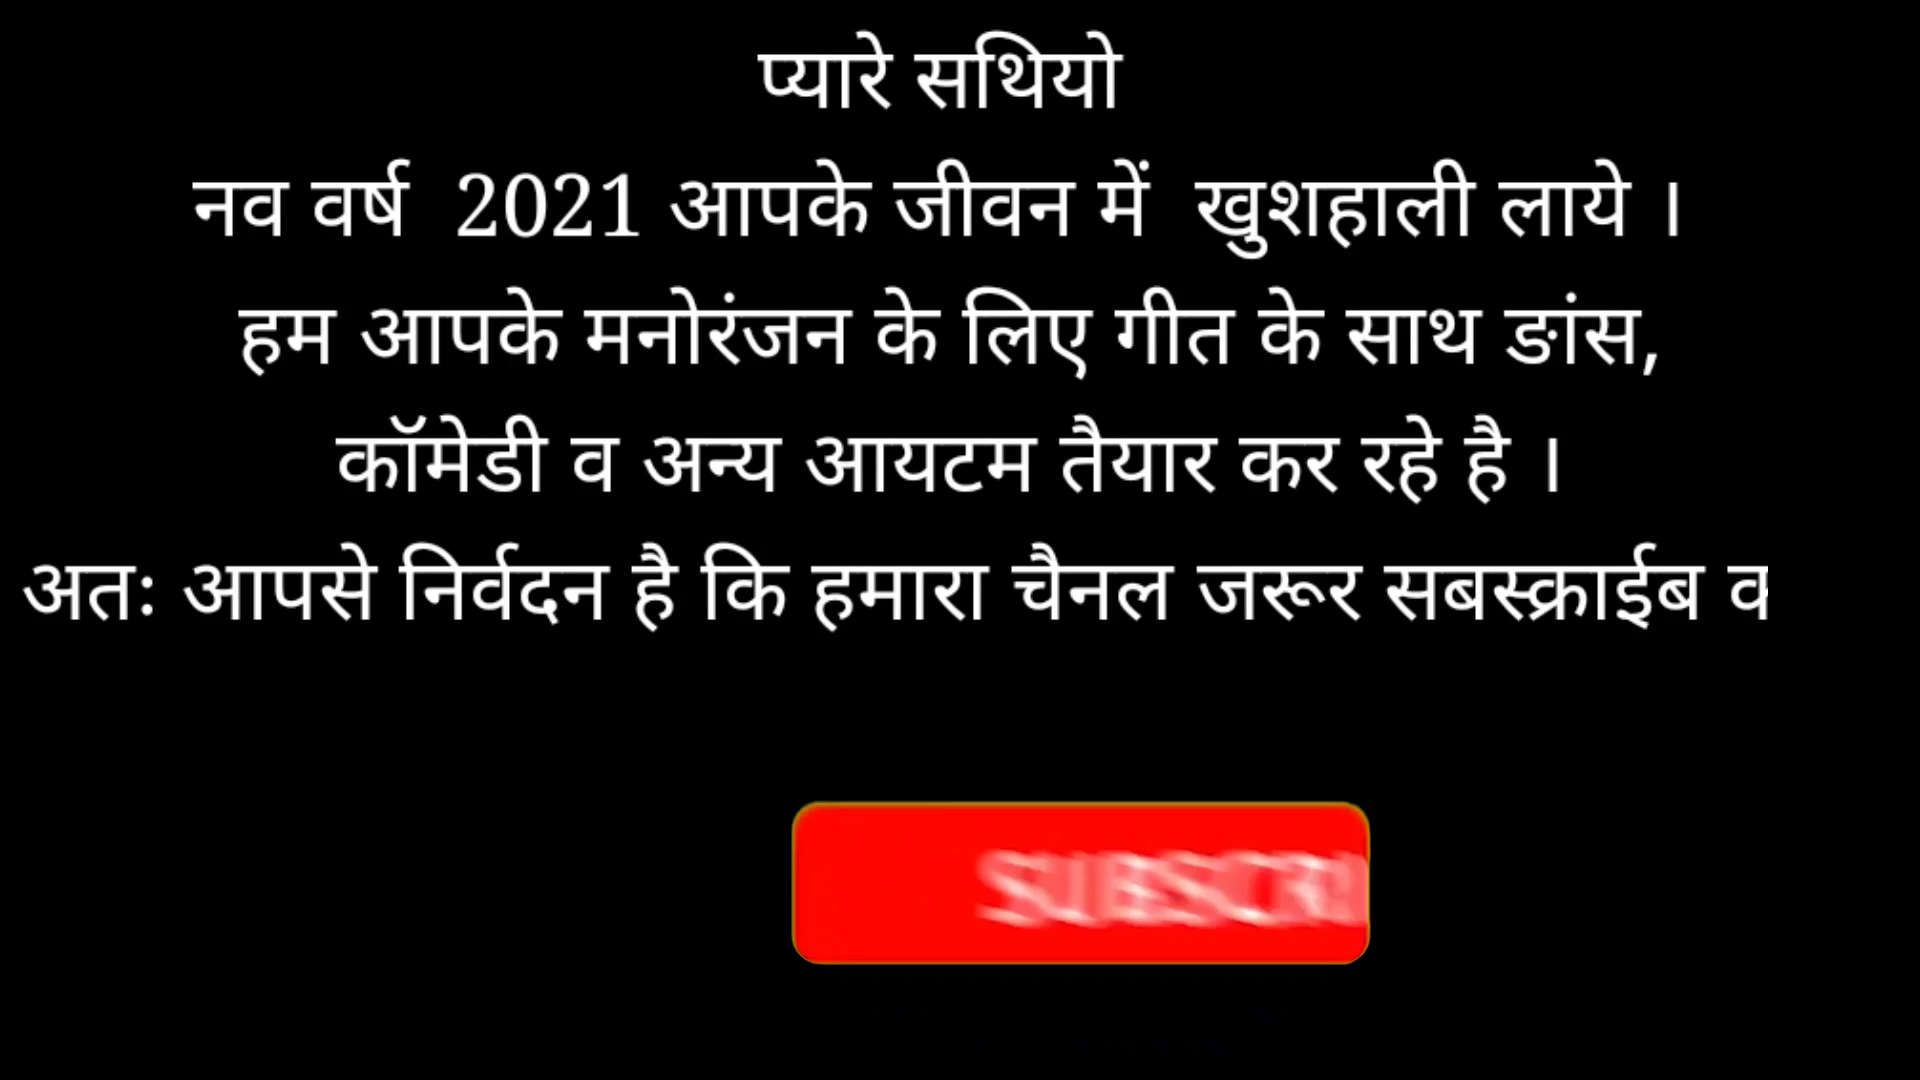 प्यारे सथियो
नव वर्ष 2021 आपके जीवन में खुशहाली लाये ।
हम आपके मनोरंजन के लिए गीत के साथ ङांस,
कॉमेडी व अन्य आयटम तैयार कर रहे है ।
अतः आपसे निर्वदन है कि हमारा चैनल जरूर सबस्क्राईब